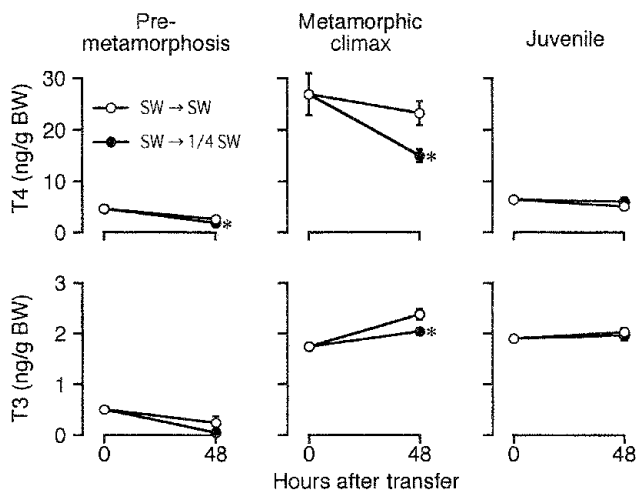 Pre-
metamorphosis
Metamorphic
climax
Juvenile
T4 (ng/g BW)
30
20
10
0
SW → SW
SW → 1/4 SW
*
*
T3 (ng/g BW)
3
2
1
0
*
0 48
0 48
0 48
Hours after transfer